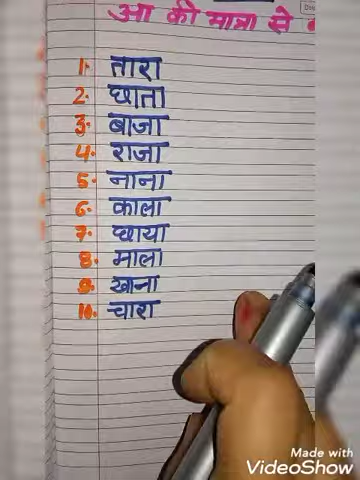 आ की मात्रा से
1. तारा
2. छाता
3. बाजा
4. राजा
5. नाना
6. काला
7. छाया
8. माला
9. खाना
10. चारा
Made with
VideoShow